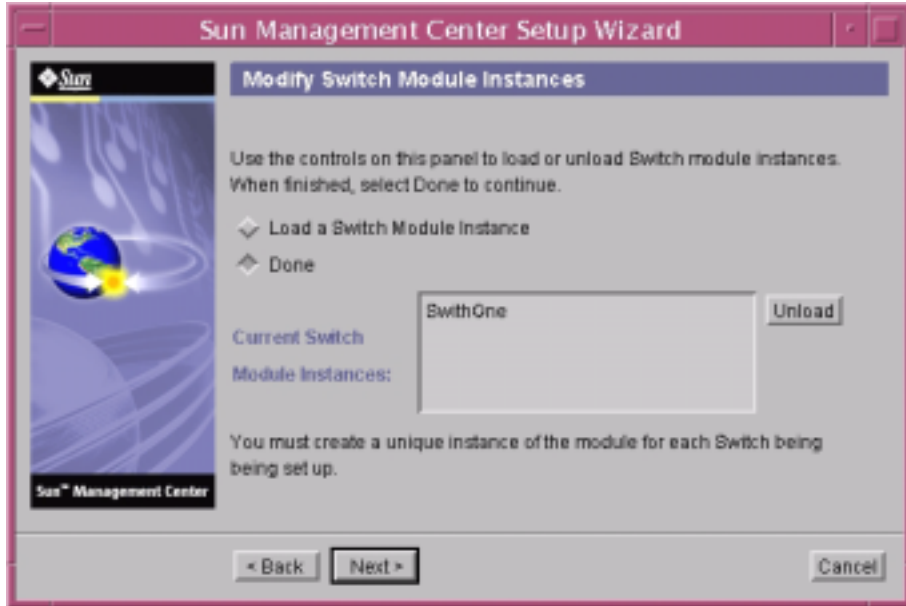 Sun Management Center Setup Wizard
Sun
Modify Switch Module Instances
Use the controls on this panel to load or unload Switch module instances.
When finished, select Done to continue.
Load a Switch Module Instance
Done
Current Switch
Module Instances:
SwithOne
Unload
You must create a unique instance of the module for each Switch being
being set up.
Sun™ Management Center
< Back
Next >
Cancel